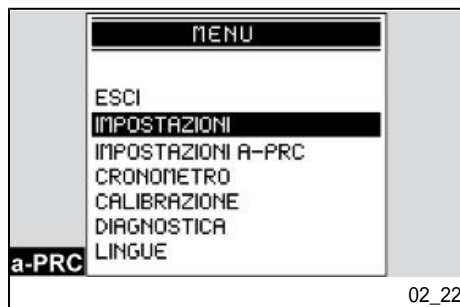 MENU
ESCI
IMPOSTAZIONI
IMPOSTAZIONI A-PRC
CRONOMETRO
CALIBRAZIONE
DIAGNOSTICA
LINGUE
a-PRC
02_22